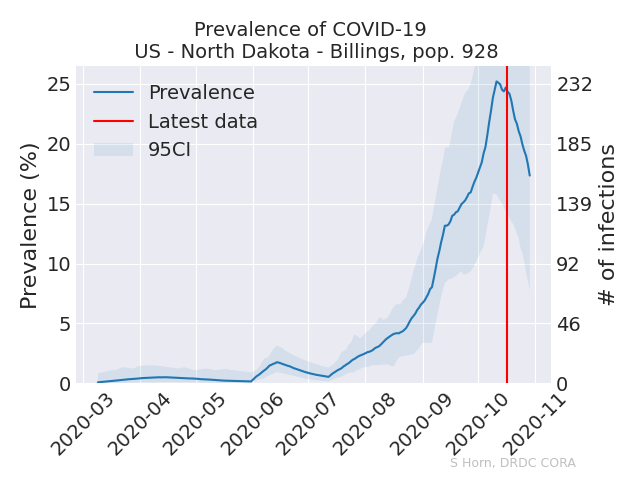 Prevalence of COVID-19
US - North Dakota - Billings, pop. 928
Prevalence
Latest data
95CI
Prevalence (%)
25
20
15
10
5
0
232
185
139
92
46
0
# of infections
2020-03
2020-04
2020-05
2020-06
2020-07
2020-08
2020-09
2020-10
2020-11
S Horn, DRDC CORA